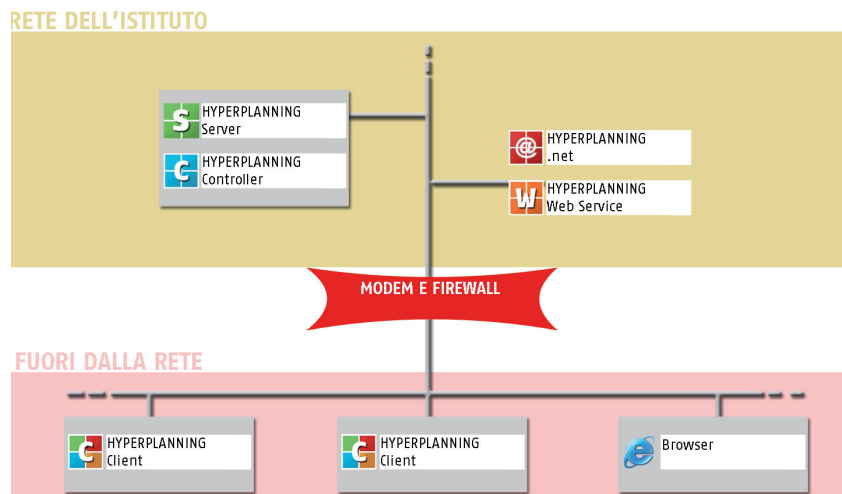 RETE DELL'ISTITUTO
S HYPERPLANNING
Server
C HYPERPLANNING
Controller
@ HYPERPLANNING
.net
W HYPERPLANNING
Web Service
MODEM E FIREWALL
FUORI DALLA RETE
C HYPERPLANNING
Client
C HYPERPLANNING
Client
e Browser